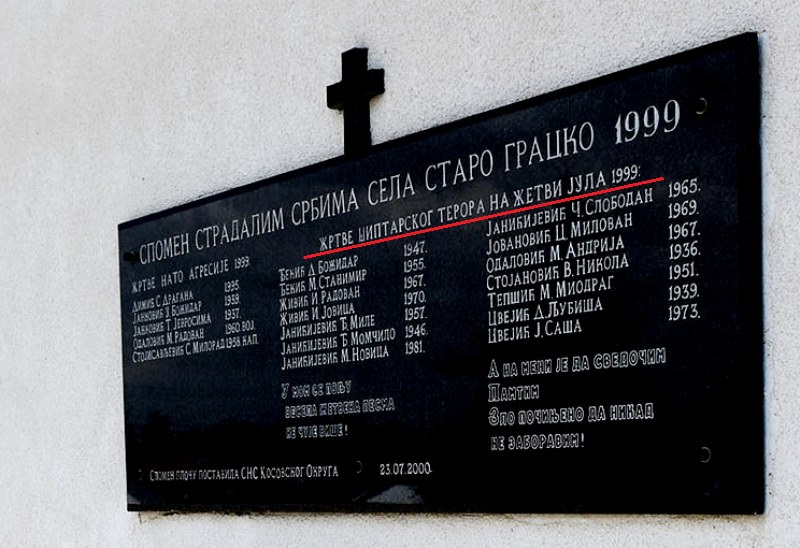 СПОМЕН СТРАДАЛИМ СРБИМА СЕЛА СТАРО ГРАЦКО 1999
ЖРТВЕ НАТО АГРЕСИЈЕ 1999
ДИМИЋ С. ДРАГАНА 1995.
ЈАННОВИЋ Ц. БОЖИДАР 1959.
ЈАННОВИЋ Т. ЈЕВРОСИМА 1937.
ОДАЛОВИЋ М. РАДОВАН 1960 ВОЈ.
СТОЈИСАВЉЕВИЋ С. МИЛОРАД 1958 НАП.
ЖРТВЕ ШИПТАРСКОГ ТЕРОРА НА ЖЕТВИ ЈУЛА 1999:
ЂЕКИЋ Д. БОЖИДАР 1947.
ЂЕКИЋ М. СТАНИМИР 1955.
ЖИВИЋ И. РАДОВАН 1967.
ЖИВИЋ И. ЈОВИЦА 1970.
ЈАНИЋИЈЕВИЋ Ђ. МИЛЕ 1957.
ЈАНИЋИЈЕВИЋ Ђ. МОМЧИЛО 1946.
ЈАНИЋИЈЕВИЋ М. НОВИЦА 1981.
ЈАНИЋИЈЕВИЋ Ч. СЛОБОДАН 1965.
ЈОВАНОВИЋ Ц. МИЛОВАН 1969.
ОДАЛОВИЋ М. АНДРИЈА 1967.
СТОЈАНОВИЋ В. НИКОЛА 1936.
ТЕПШИЋ М. МИОДРАГ 1951.
ЦВЕЈИЋ Д. ЉУБИША 1939.
ЦВЕЈИЋ Ј. САША 1973.
У МОМ СЕ ПОЉУ
ВЕСЕЛА ЖЕТВЕНА ПЕСМА
НЕ ЧУЈЕ ВИШЕ!
А НА МЕНИ ЈЕ ДА СВЕДОЧИМ
ПАМТИМ
ЗЛО ПОЧИЊЕНО ДА НИКАД
НЕ ЗАБОРАВИМ!
СПОМЕН ПЛОЧУ ПОСТАВИЛА СНС КОСОВСКОГ ОКРУГА 23.07.2000.